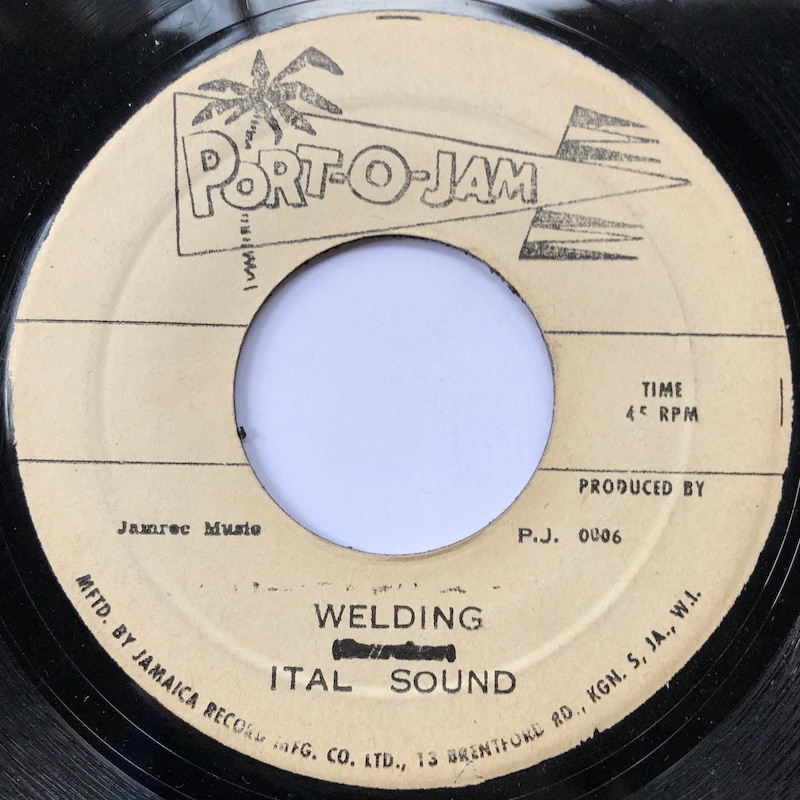 PORT-O-JAM
TIME
45 RPM
PRODUCED BY
Jamrec Music
P.J. 0006
WELDING
ITAL SOUND
MFTD. BY JAMAICA RECORD MFG. CO. LTD., 13 BRENTFORD RD., KGN. 5, JA., W.I.